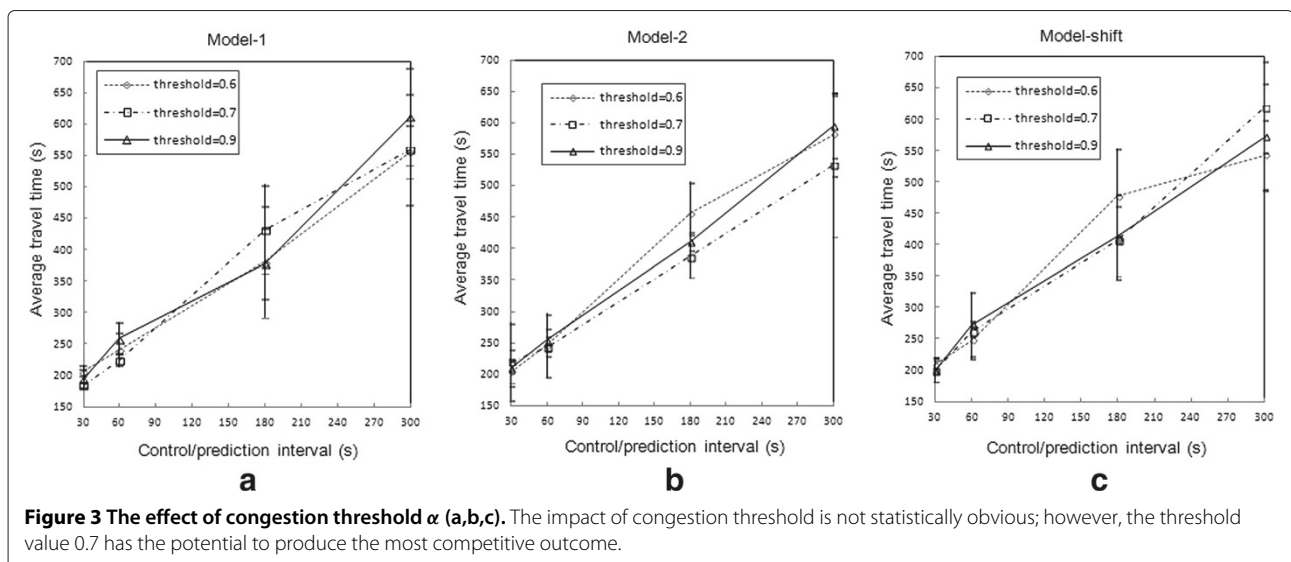 Model-1
threshold=0.6
threshold=0.7
threshold=0.9
Average travel time (s)
700
650
600
550
500
450
400
350
300
250
200
150
30 60 90 120 150 180 210 240 270 300
Control/prediction interval (s)
a
Model-2
threshold=0.6
threshold=0.7
threshold=0.9
Average travel time (s)
700
650
600
550
500
450
400
350
300
250
200
150
30 60 90 120 150 180 210 240 270 300
Control/prediction interval (s)
b
Model-shift
threshold=0.6
threshold=0.7
threshold=0.9
Average travel time (s)
700
650
600
550
500
450
400
350
300
250
200
150
30 60 90 120 150 180 210 240 270 300
Control/prediction interval (s)
c
Figure 3 The effect of congestion threshold α (a,b,c). The impact of congestion threshold is not statistically obvious; however, the threshold
value 0.7 has the potential to produce the most competitive outcome.